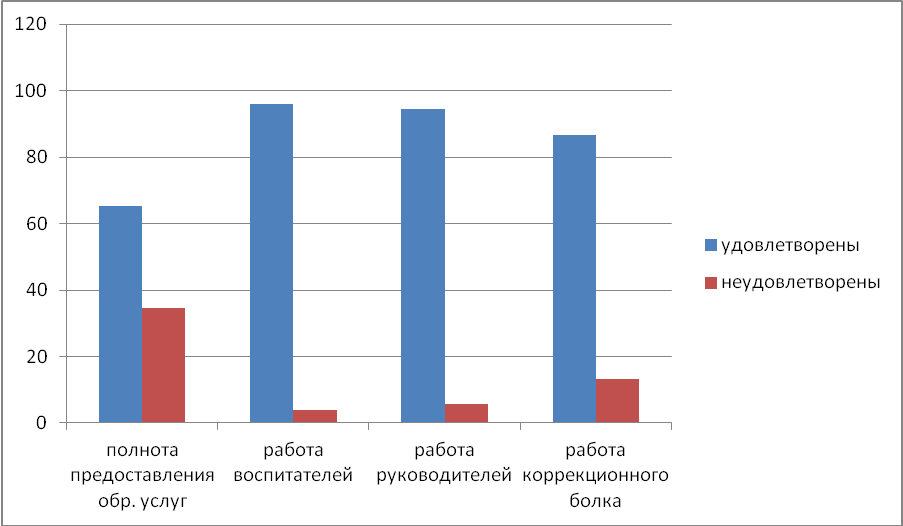 120
100
80
60
40
20
0
полнота
предоставления
обр. услуг
работа
воспитателей
работа
руководителей
работа
коррекционного
болка
удовлетворены
неудовлетворены